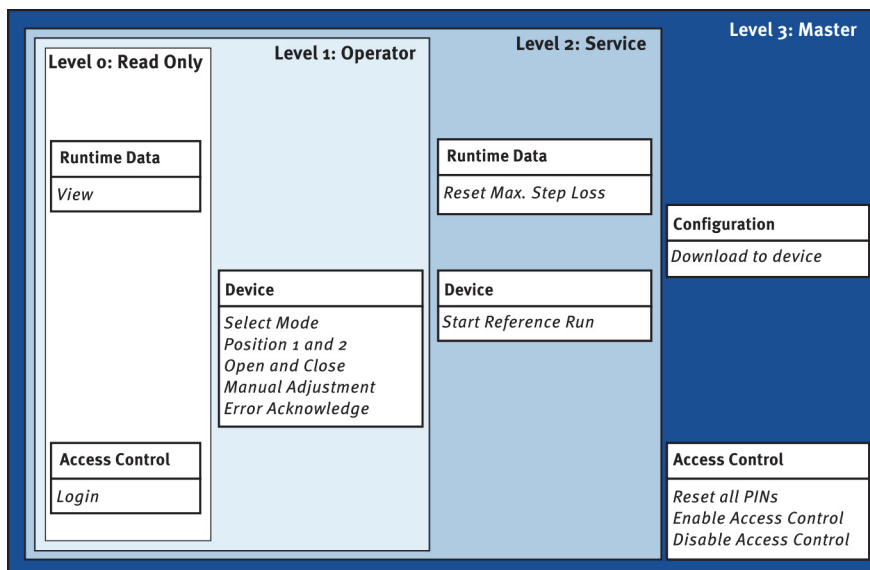 Level 0: Read Only
Level 1: Operator
Level 2: Service
Level 3: Master
Runtime Data
View
Access Control
Login
Device
Select Mode
Position 1 and 2
Open and Close
Manual Adjustment
Error Acknowledge
Runtime Data
Reset Max. Step Loss
Device
Start Reference Run
Configuration
Download to device
Access Control
Reset all PINs
Enable Access Control
Disable Access Control